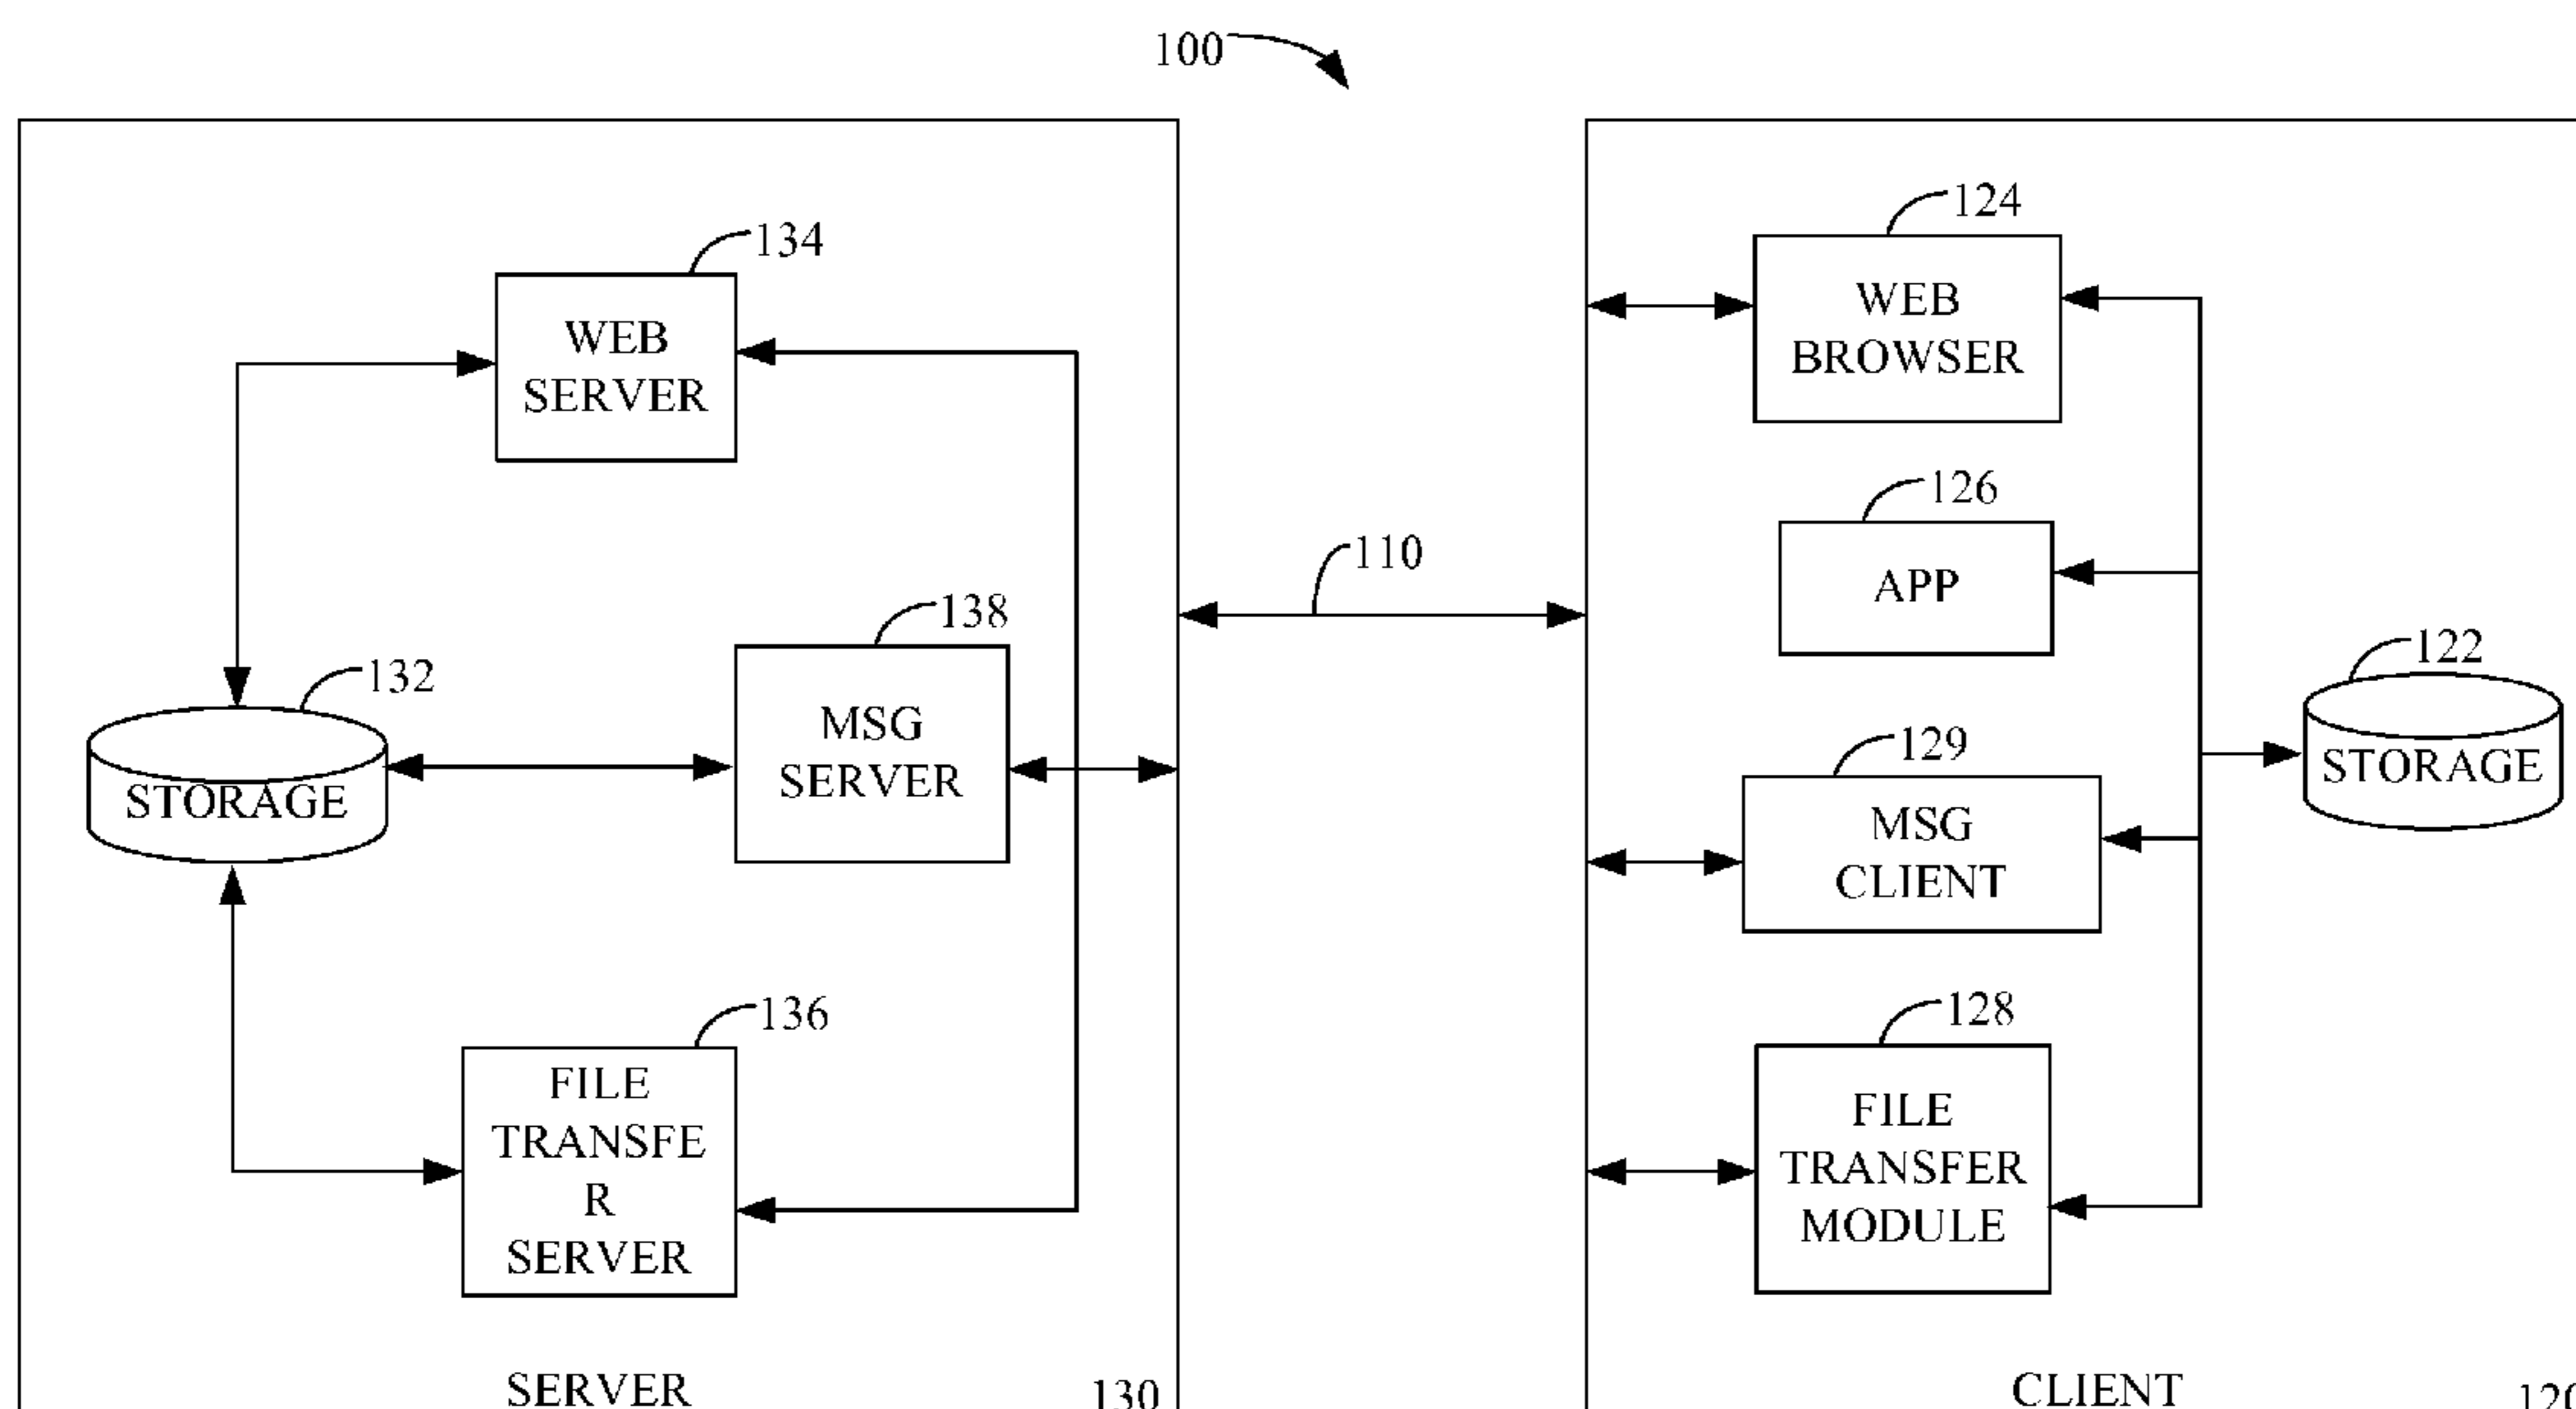 100
134
WEB
SERVER
138
MSG
SERVER
132
STORAGE
136
FILE
TRANSFE
R
SERVER
SERVER
130
110
124
WEB
BROWSER
126
APP
122
STORAGE
129
MSG
CLIENT
128
FILE
TRANSFER
MODULE
CLIENT
120